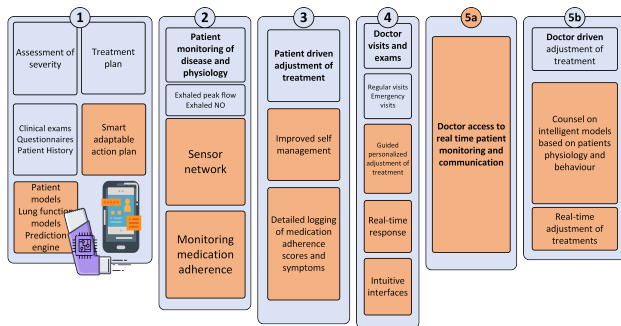 1
Assessment of
severity
Treatment
plan
Clinical exams
Questionnaires
Patient History
Smart
adaptable
action plan
Patient
models
Lung function
models
Prediction
engine
2
Patient
monitoring of
disease and
physiology
Exhaled peak flow
Exhaled NO
Sensor
network
Monitoring
medication
adherence
3
Patient driven
adjustment of
treatment
Improved self
management
Detailed logging
of medication
adherence
scores and
symptoms
4
Doctor
visits and
exams
Regular visits
Emergency
visits
Guided
personalized
adjustment of
treatment
Real-time
response
Intuitive
interfaces
5a
Doctor access to
real time patient
monitoring and
communication
5b
Doctor driven
adjustment of
treatment
Counsel on
intelligent models
based on patients
physiology and
behaviour
Real-time
adjustment of
treatments